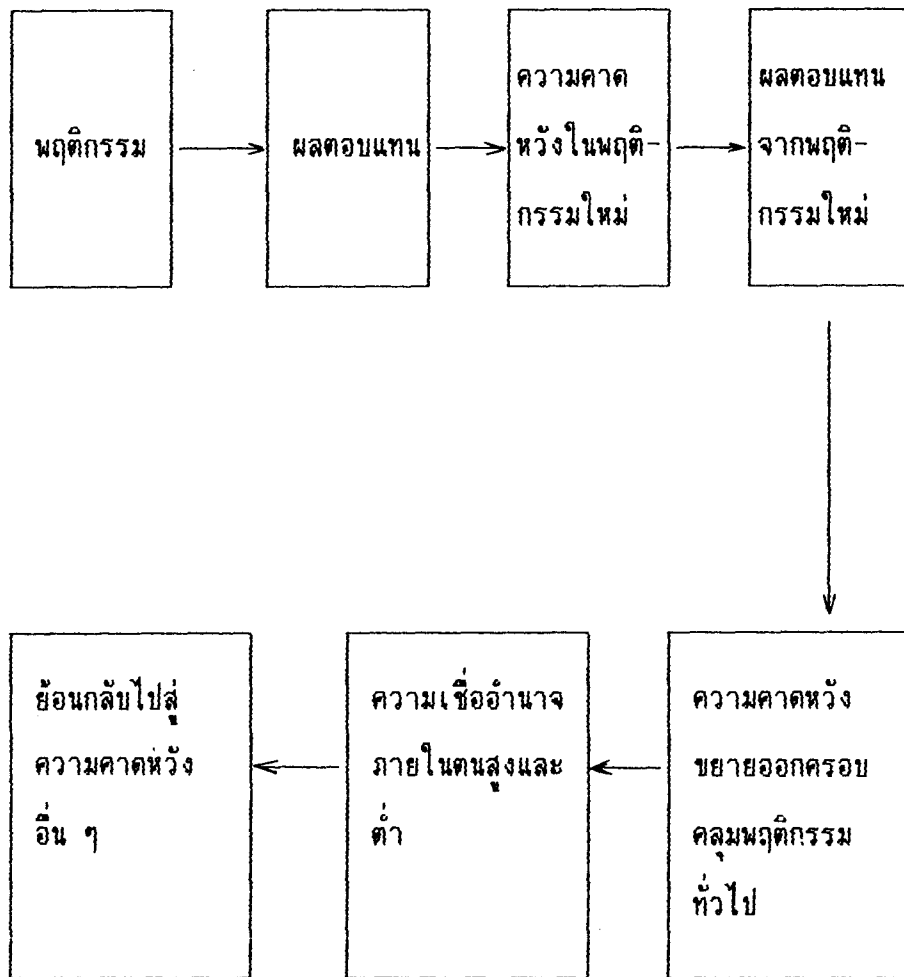 พฤติกรรม
ผลตอบแทน
ความคาด
หวังในพฤติ-
กรรมใหม่
ผลตอบแทน
จากพฤติ-
กรรมใหม่
ความคาดหวัง
ขยายออกครอบ
คลุมพฤติกรรม
ทั่วไป
ความเชื่ออำนาจ
ภายในตนสูงและ
ต่ำ
ย้อนกลับไปสู่
ความคาดหวัง
อื่น ๆ